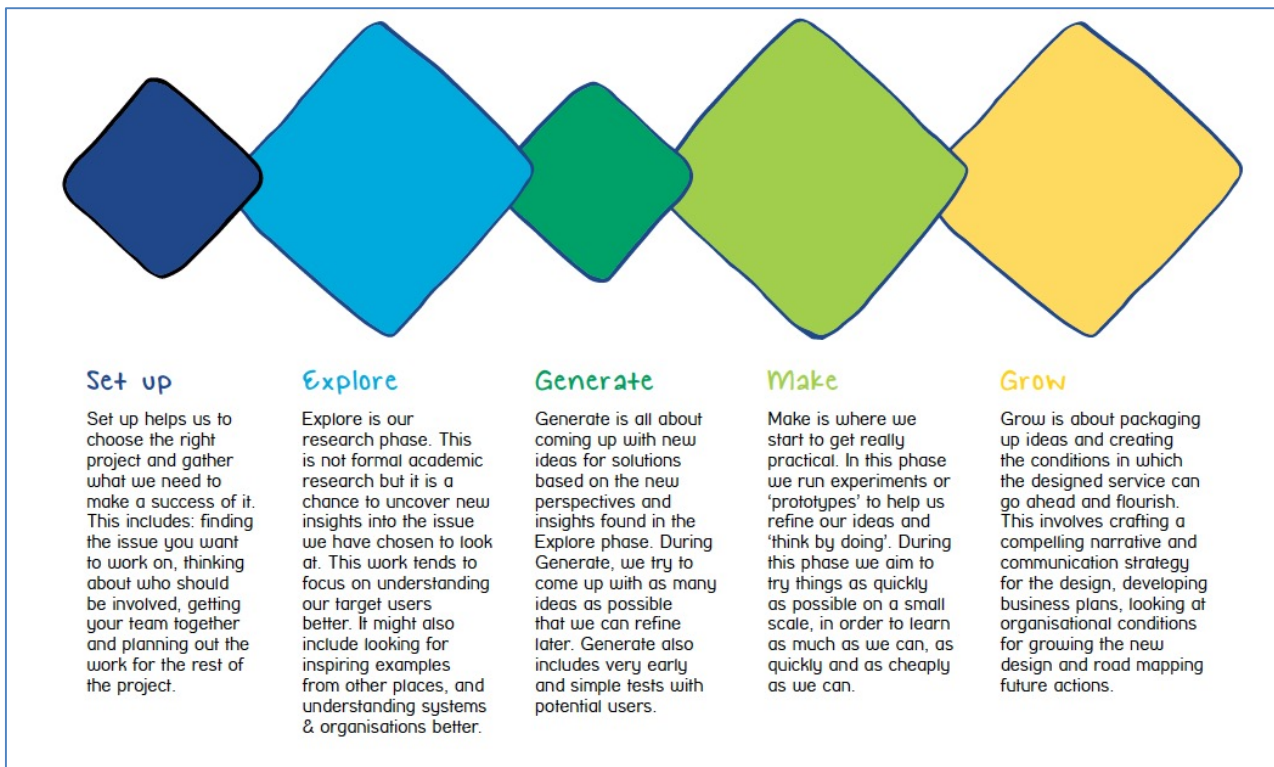 Set up
Set up helps us to
choose the right
project and gather
what we need to
make a success of it.
This includes: finding
the issue you want
to work on, thinking
about who should
be involved, getting
your team together
and planning out the
work for the rest of
the project.
Explore
Explore is our
research phase. This
is not formal academic
research but it is a
chance to uncover new
insights into the issue
we have chosen to look
at. This work tends to
focus on understanding
our target users
better. It might also
include looking for
inspiring examples
from other places, and
understanding systems
& organisations better.
Generate
Generate is all about
coming up with new
ideas for solutions
based on the new
perspectives and
insights found in the
Explore phase. During
Generate, we try to
come up with as many
ideas as possible
that we can refine
later. Generate also
includes very early
and simple tests with
potential users.
Make
Make is where we
start to get really
practical. In this phase
we run experiments or
‘prototypes’ to help us
refine our ideas and
‘think by doing’. During
this phase we aim to
try things as quickly
as possible on a small
scale, in order to learn
as much as we can, as
quickly and as cheaply
as we can.
Grow
Grow is about packaging
up ideas and creating
the conditions in which
the designed service can
go ahead and flourish.
This involves crafting a
compelling narrative and
communication strategy
for the design, developing
business plans, looking at
organisational conditions
for growing the new
design and road mapping
future actions.